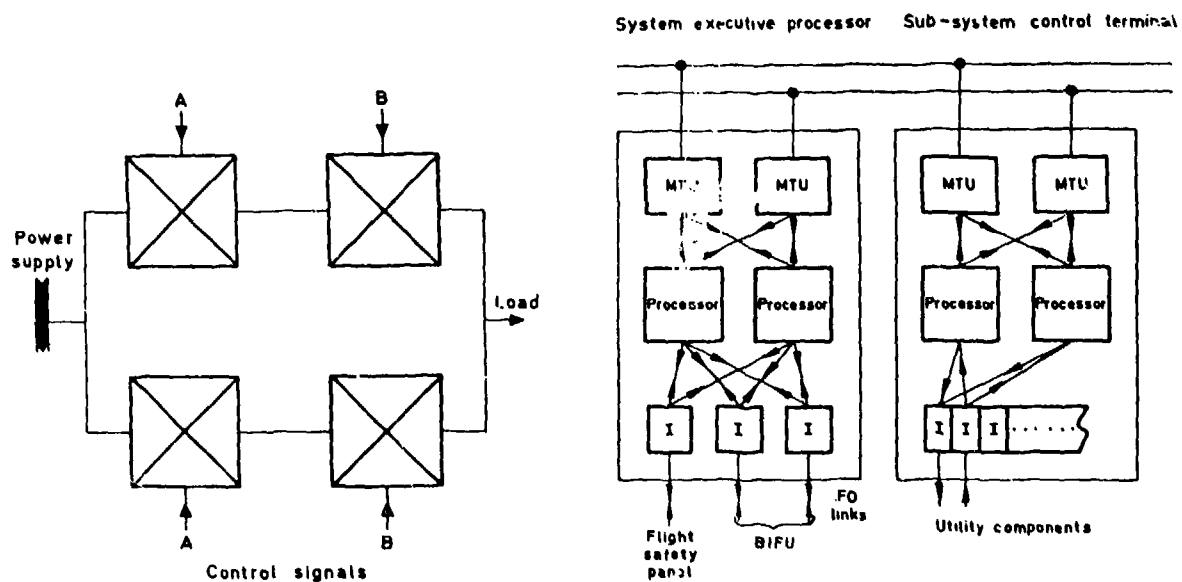 A
B
Power
supply
Load
A
B
Control signals
System executive processor
Sub-system control terminal
MTU
MTU
MTU
MTU
Processor
Processor
Processor
Processor
I
I
I
I
I
I
FO
links
Flight
safety
panel
BIFU
Utility components